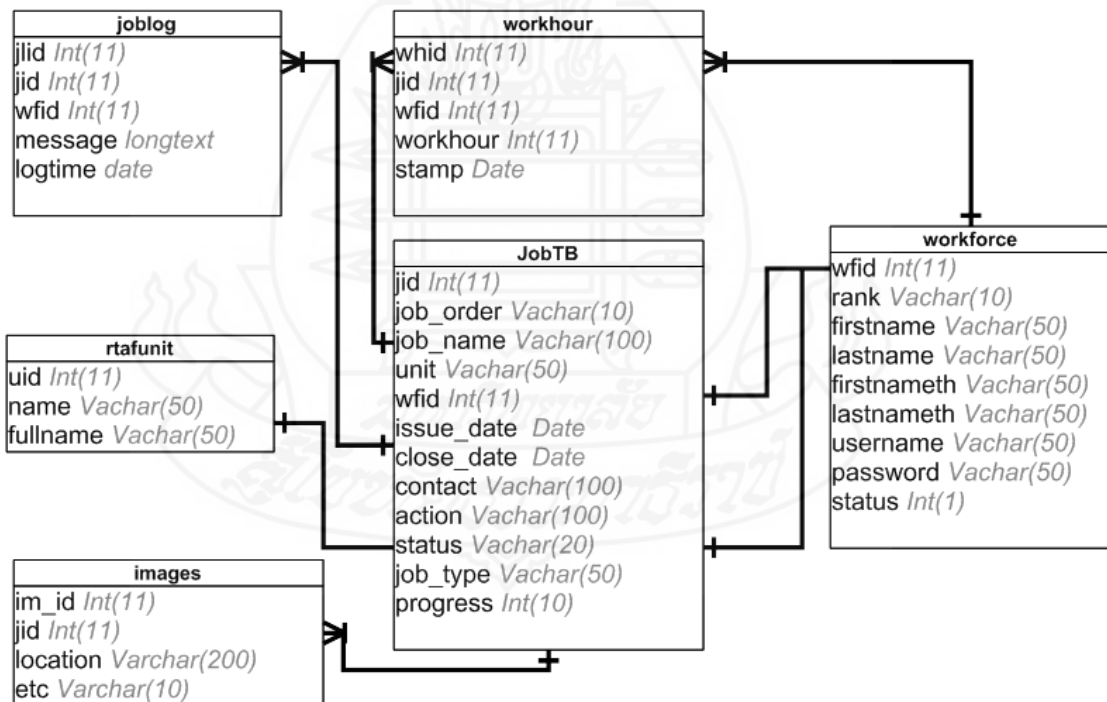 joblog
jlid Int(11)
jid Int(11)
wfid Int(11)
message longtext
logtime date
workhour
whid Int(11)
jid Int(11)
wfid Int(11)
workhour Int(11)
stamp Date
JobTB
jid Int(11)
job_order Vachar(10)
job_name Vachar(100)
unit Vachar(50)
wfid Int(11)
issue_date Date
close_date Date
contact Vachar(100)
action Vachar(100)
status Vachar(20)
job_type Vachar(50)
progress Int(10)
workforce
wfid Int(11)
rank Vachar(10)
firstname Vachar(50)
lastname Vachar(50)
firstnameth Vachar(50)
lastnameth Vachar(50)
username Vachar(50)
password Vachar(50)
status Int(1)
rtafunit
uid Int(11)
name Vachar(50)
fullname Vachar(50)
images
im_id Int(11)
jid Int(11)
location Varchar(200)
etc Varchar(10)